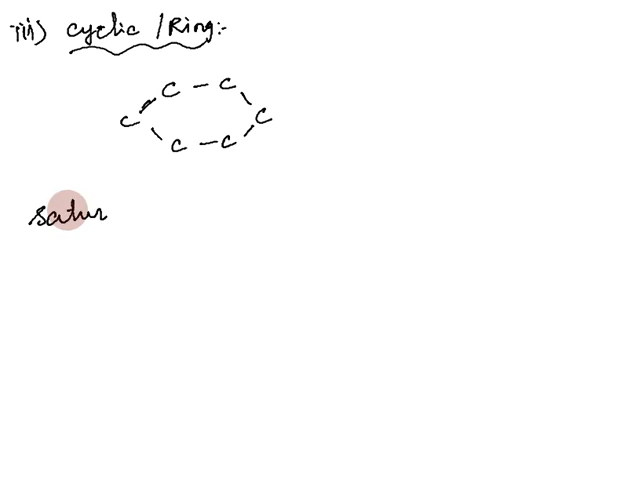 iii) cyclic / Ring:-
C - C
C C
C - C
satur